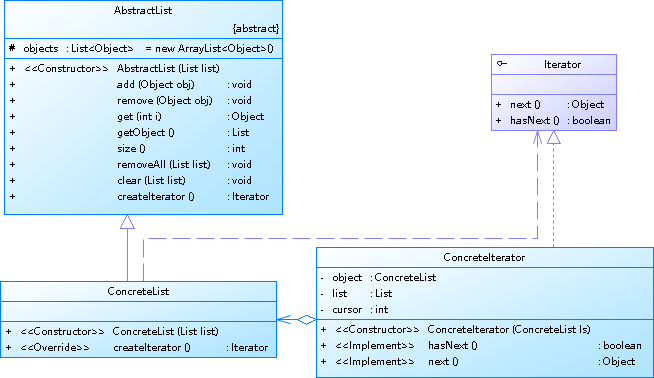 AbstractList
{abstract}
# objects : List<Object> = new ArrayList<Object>()
+ <<Constructor>> AbstractList (List list)
+ add (Object obj) : void
+ remove (Object obj) : void
+ get (int i) : Object
+ getObject () : List
+ size () : int
+ removeAll (List list) : void
+ clear (List list) : void
+ createIterator () : Iterator
Iterator
+ next () : Object
+ hasNext () : boolean
ConcreteList
+ <<Constructor>> ConcreteList (List list)
+ <<Override>> createIterator () : Iterator
ConcreteIterator
- object : ConcreteList
- list : List
- cursor : int
+ <<Constructor>> ConcreteIterator (ConcreteList ls)
+ <<Implement>> hasNext () : boolean
+ <<Implement>> next () : Object